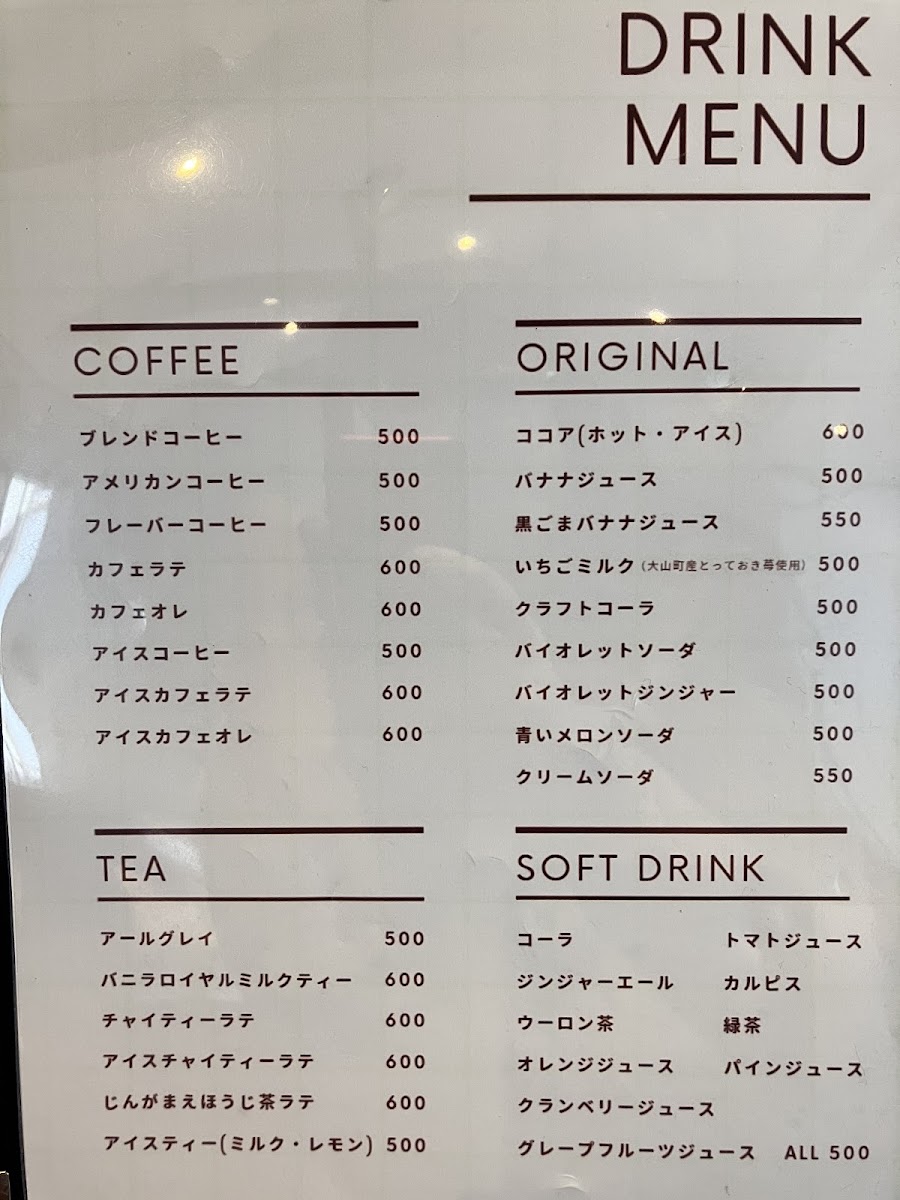 DRINK
MENU
COFFEE
ブレンドコーヒー 500
アメリカンコーヒー 500
フレーバーコーヒー 500
カフェラテ 600
カフェオレ 600
アイスコーヒー 500
アイスカフェラテ 600
アイスカフェオレ 600
ORIGINAL
ココア(ホット・アイス) 600
バナナジュース 500
黒ごまバナナジュース 550
いちごミルク(大山町産とっておき苺使用) 500
クラフトコーラ 500
バイオレットソーダ 500
バイオレットジンジャー 500
青いメロンソーダ 500
クリームソーダ 550
TEA
アールグレイ 500
バニラロイヤルミルクティー 600
チャイティーラテ 600
アイスチャイティーラテ 600
じんがまえほうじ茶ラテ 600
アイスティー(ミルク・レモン) 500
SOFT DRINK
コーラ トマトジュース
ジンジャーエール カルピス
ウーロン茶 緑茶
オレンジジュース パインジュース
クランベリージュース
グレープフルーツジュース ALL 500